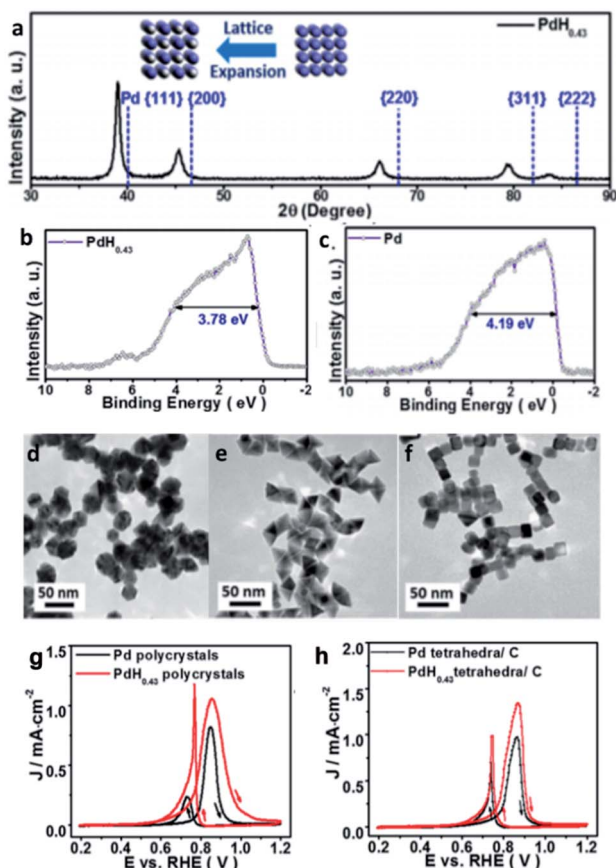 a
Lattice
Expansion
PdH0.43
Pd {111} {200} {220} {311} {222}
Intensity (a. u.)
30 40 50 60 70 80 90
2θ (Degree)
b
PdH0.43
Intensity (a. u.)
3.78 eV
10 8 6 4 2 0 -2
Binding Energy ( eV )
c.
Pd
Intensity (a. u.)
4.19 eV
10 8 6 4 2 0 -2
Binding Energy ( eV )
d
50 nm
e
50 nm
f
50 nm
g
Pd polycrystals
PdH0.43 polycrystals
J / mA·cm-2
1.5
1.0
0.5
0.0
0.2 0.4 0.6 0.8 1.0 1.2
E vs. RHE ( V )
h
Pd tetrahedra/ C
PdH0.43 tetrahedra/ C
J / mA·cm-2
2.0
1.5
1.0
0.5
0.0
0.2 0.4 0.6 0.8 1.0 1.2
E vs. RHE ( V )